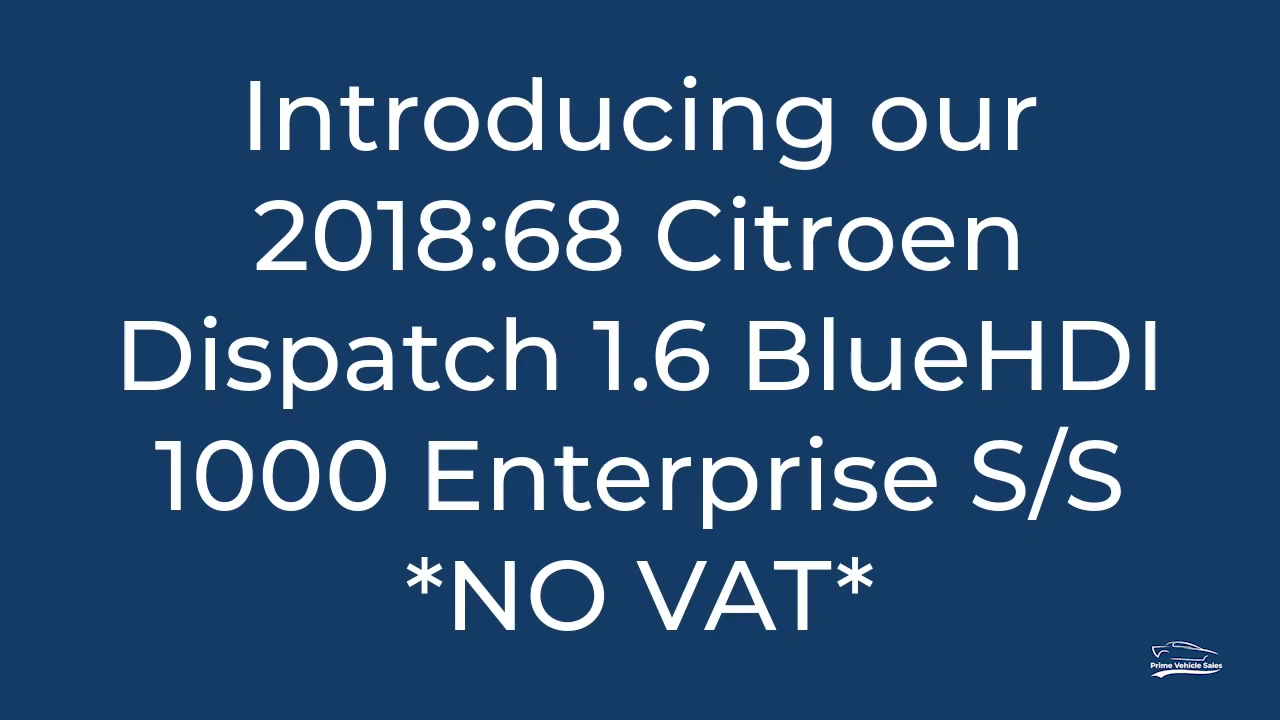 Introducing our
2018:68 Citroen
Dispatch 1.6 BlueHDI
1000 Enterprise S/S
*NO VAT*
Prime Vehicle Sales